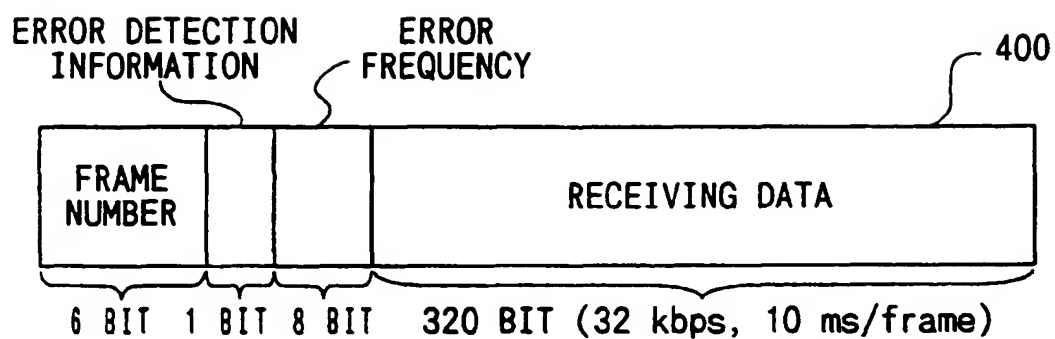 ERROR DETECTION
INFORMATION
ERROR
FREQUENCY
400
FRAME
NUMBER
RECEIVING DATA
6 BIT 1 BIT 8 BIT 320 BIT (32 kbps, 10 ms/frame)